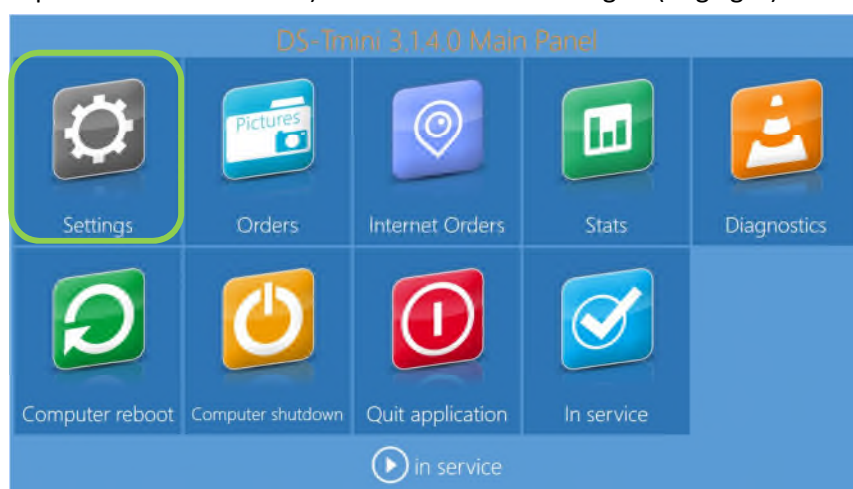 DS-Tmini 3.1.4.0 Main Panel
Pictures
Settings Orders Internet Orders Stats Diagnostics
Computer reboot Computer shutdown Quit application In service
in service